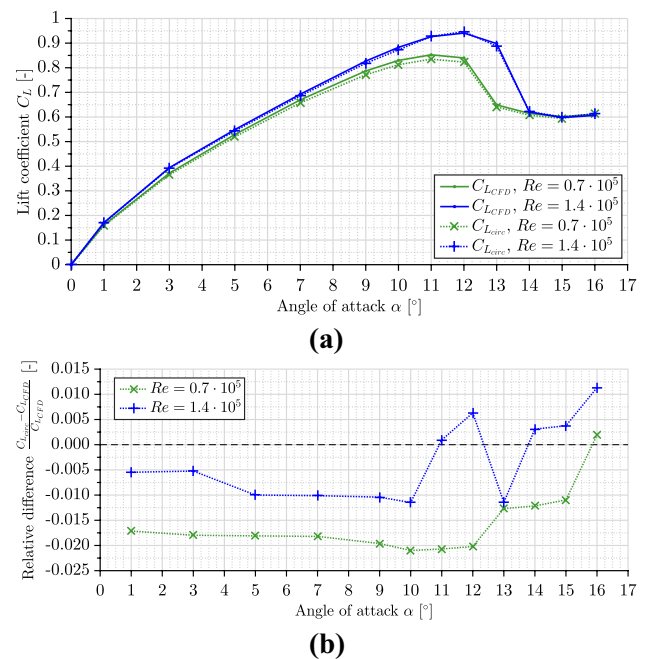 Lift coefficient C_L [-]
1
0.9
0.8
0.7
0.6
0.5
0.4
0.3
0.2
0.1
0
C_{L_{CFD}}, Re = 0.7 · 10^5
C_{L_{CFD}}, Re = 1.4 · 10^5
C_{L_{circ}}, Re = 0.7 · 10^5
C_{L_{circ}}, Re = 1.4 · 10^5
0 1 2 3 4 5 6 7 8 9 10 11 12 13 14 15 16 17
Angle of attack α [°]
(a)
Relative difference \frac{C_{L_{circ}}-C_{L_{CFD}}}{C_{L_{CFD}}} [-]
0.015
0.010
0.005
0.000
-0.005
-0.010
-0.015
-0.020
-0.025
Re = 0.7 · 10^5
Re = 1.4 · 10^5
0 1 2 3 4 5 6 7 8 9 10 11 12 13 14 15 16 17
Angle of attack α [°]
(b)